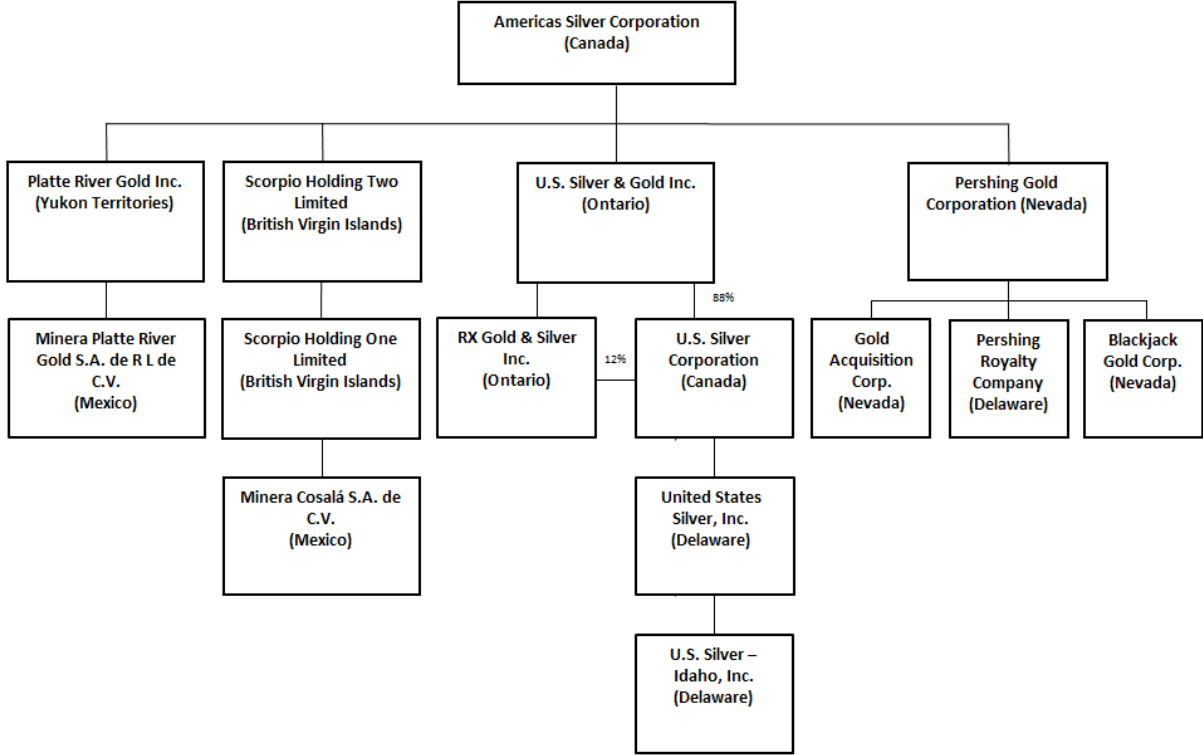 Americas Silver Corporation
(Canada)
Platte River Gold Inc.
(Yukon Territories)
Scorpio Holding Two
Limited
(British Virgin Islands)
U.S. Silver & Gold Inc.
(Ontario)
Pershing Gold
Corporation (Nevada)
88%
Minera Platte River
Gold S.A. de R L de
C.V.
(Mexico)
Scorpio Holding One
Limited
(British Virgin Islands)
RX Gold & Silver
Inc.
(Ontario)
12%
U.S. Silver
Corporation
(Canada)
Gold
Acquisition
Corp.
(Nevada)
Pershing
Royalty
Company
(Delaware)
Blackjack
Gold Corp.
(Nevada)
Minera Cosalá S.A. de
C.V.
(Mexico)
United States
Silver, Inc.
(Delaware)
U.S. Silver –
Idaho, Inc.
(Delaware)